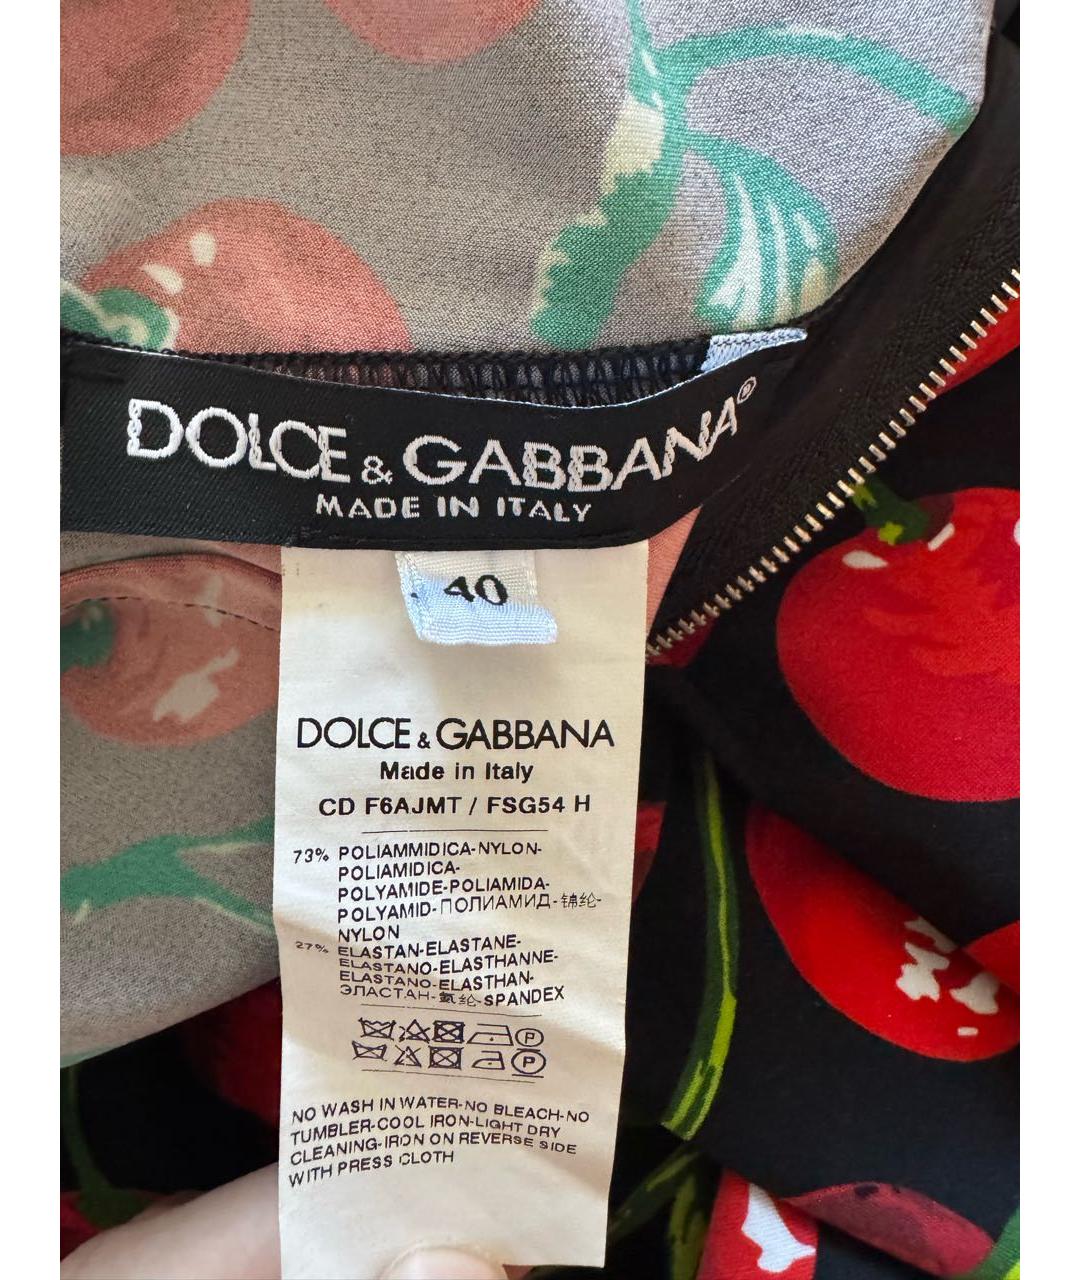 DOLCE & GABBANA®
MADE IN ITALY
40
DOLCE & GABBANA
Made in Italy
CD F6AJMT / FSG54 H
73% POLIAMMIDICA-NYLON-
POLIAMIDICA-
POLYAMIDE-POLIAMIDA-
POLYAMID-ПОЛИАМИД-锦纶-
NYLON
27% ELASTAN-ELASTANE-
ELASTANO-ELASTHANNE-
ELASTANO-ELASTHAN-
ЭЛАСТАН-氨纶-SPANDEX
P
P
NO WASH IN WATER-NO BLEACH-NO
TUMBLER-COOL IRON-LIGHT DRY
CLEANING-IRON ON REVERSE SIDE
WITH PRESS CLOTH